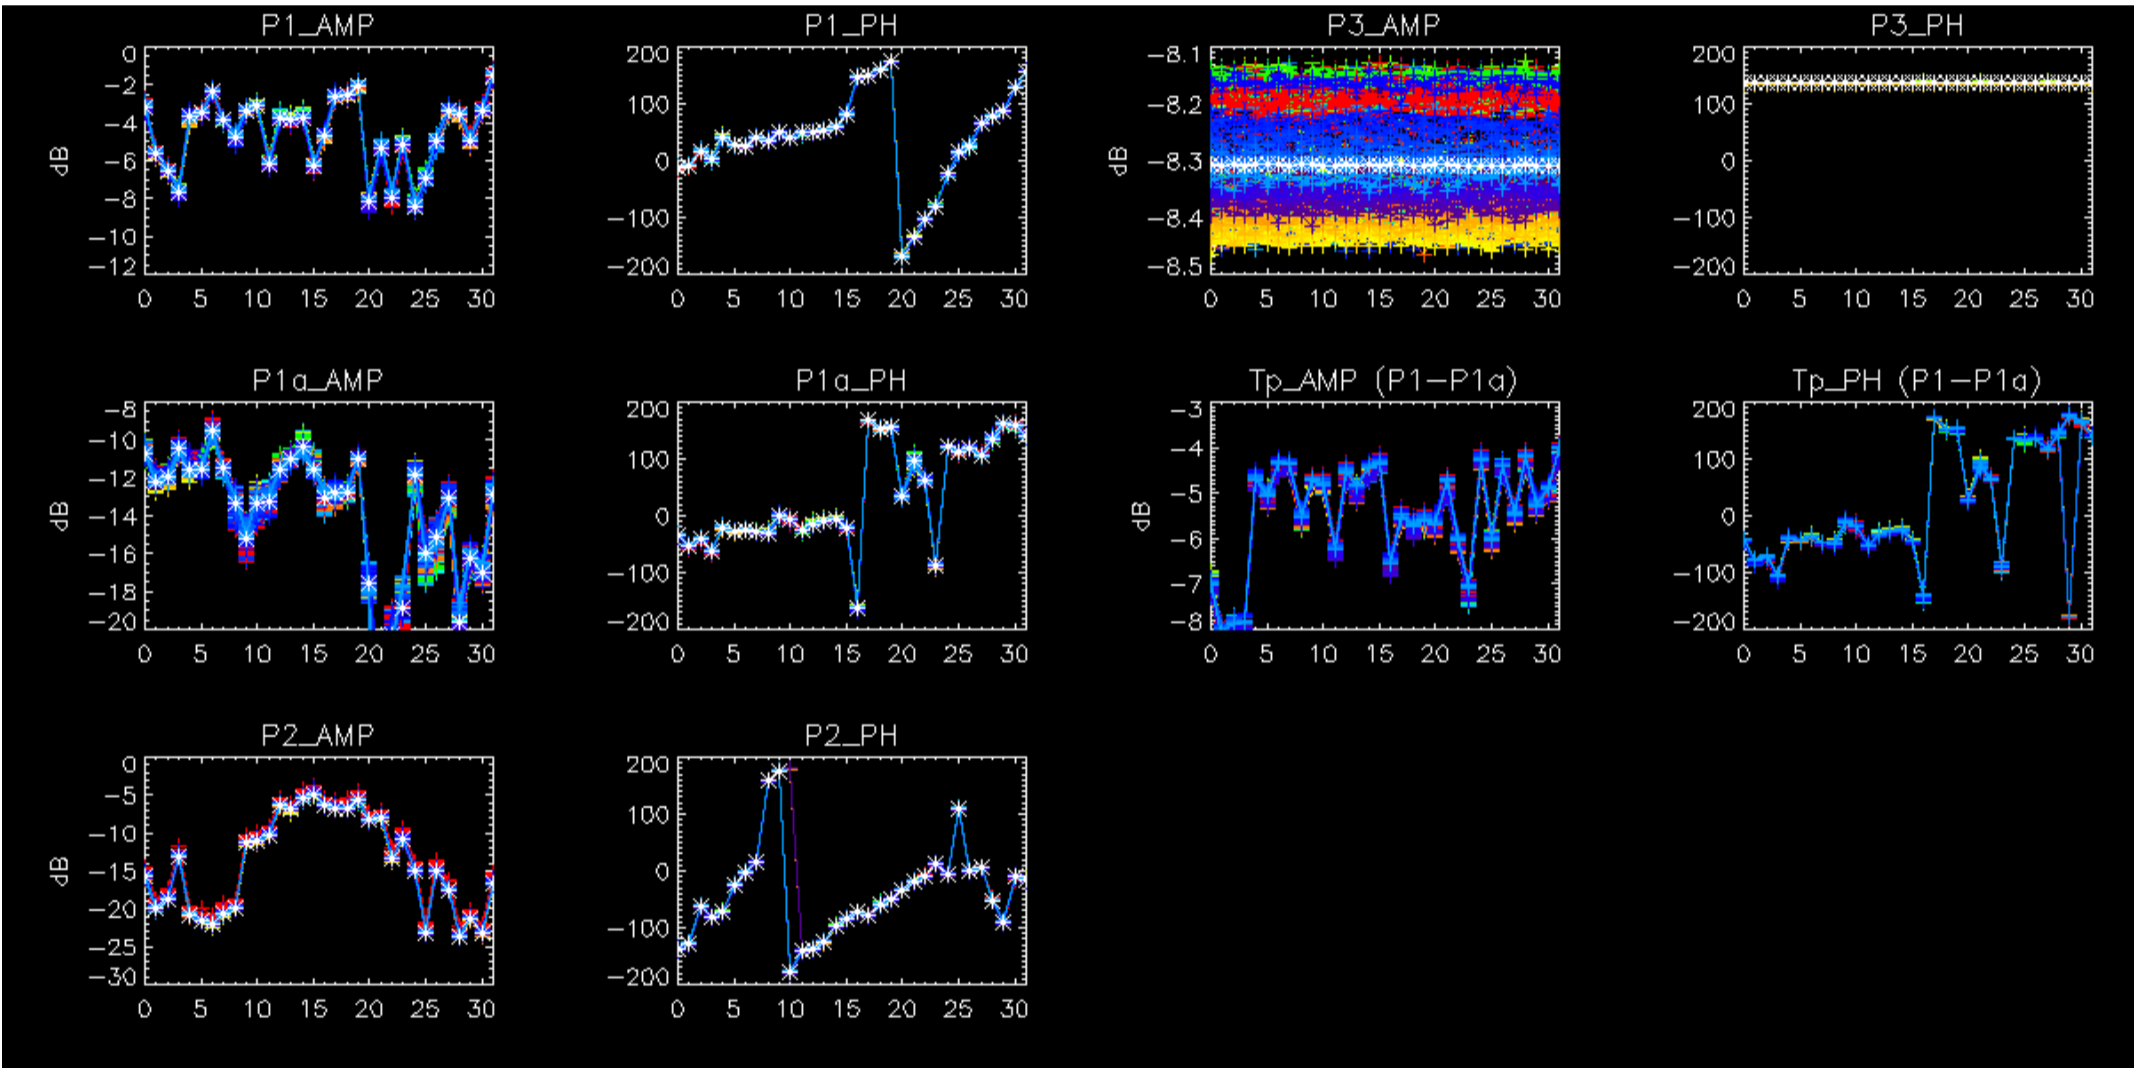 P1_AMP
dB
0
−2
−4
−6
−8
−10
−12
0 5 10 15 20 25 30
P1_PH
200
100
0
−100
−200
0 5 10 15 20 25 30
P3_AMP
dB
−8.1
−8.2
−8.3
−8.4
−8.5
0 5 10 15 20 25 30
P3_PH
200
100
0
−100
−200
0 5 10 15 20 25 30
P1a_AMP
dB
−8
−10
−12
−14
−16
−18
−20
0 5 10 15 20 25 30
P1a_PH
200
100
0
−100
−200
0 5 10 15 20 25 30
Tp_AMP (P1−P1a)
dB
−3
−4
−5
−6
−7
−8
0 5 10 15 20 25 30
Tp_PH (P1−P1a)
200
100
0
−100
−200
0 5 10 15 20 25 30
P2_AMP
dB
0
−5
−10
−15
−20
−25
−30
0 5 10 15 20 25 30
P2_PH
200
100
0
−100
−200
0 5 10 15 20 25 30